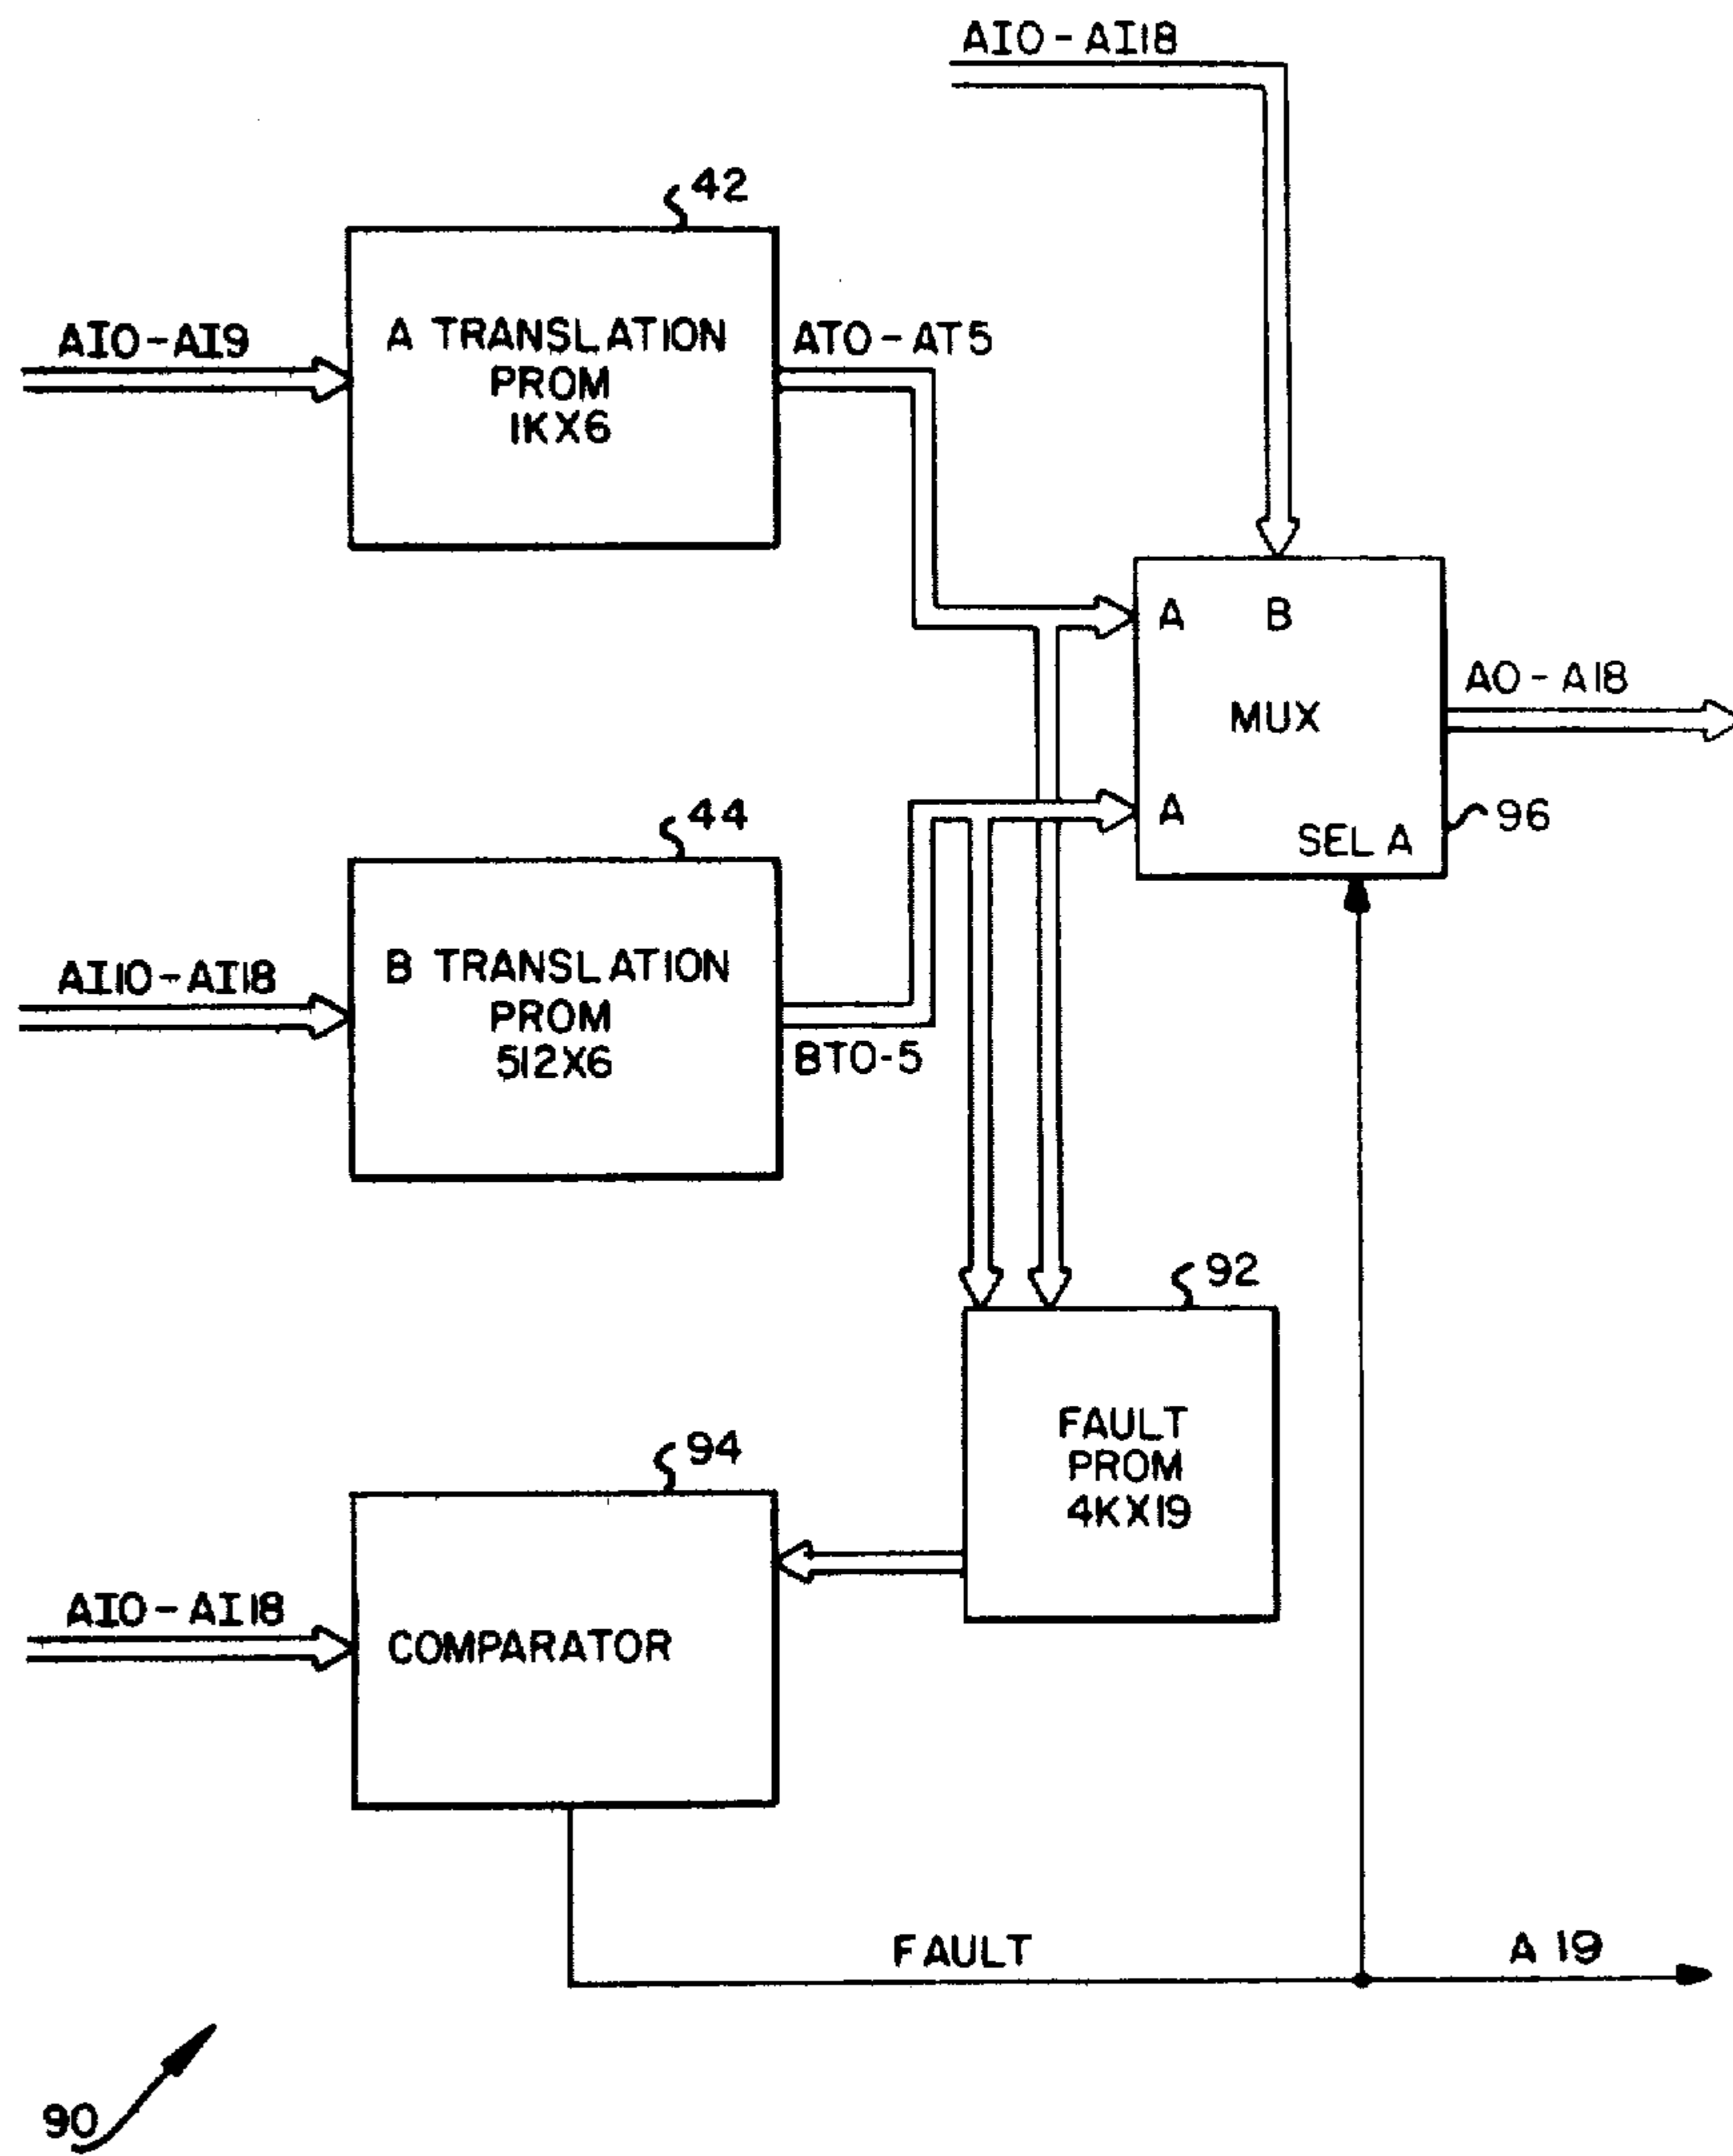 AI0-AI18
42
AI0-AI9
A TRANSLATION
PROM
1KX6
AT0-AT5
A B
MUX
A
SEL A
A0-A18
96
44
AI10-AI18
B TRANSLATION
PROM
512X6
BT0-5
92
FAULT
PROM
4KX19
94
AI0-AI18
COMPARATOR
FAULT
A 19
90